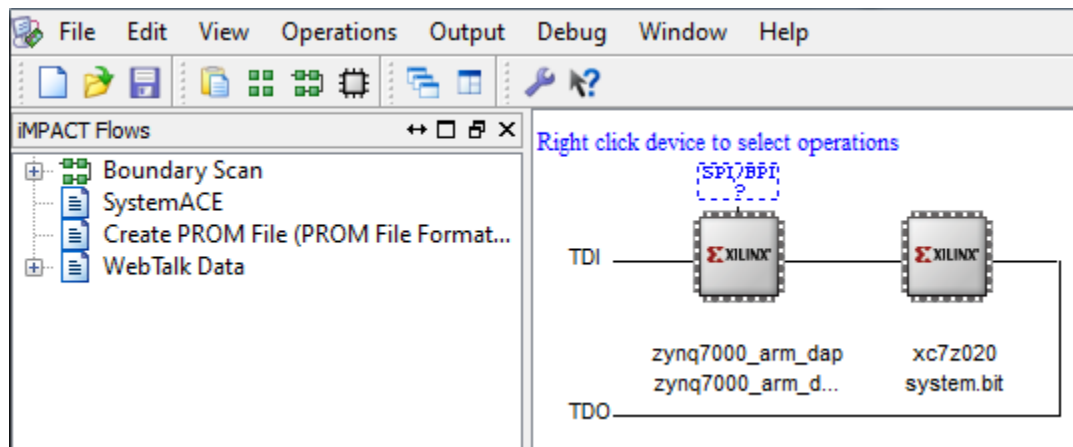 File Edit View Operations Output Debug Window Help
iMPACT Flows
Boundary Scan
SystemACE
Create PROM File (PROM File Format...
WebTalk Data
Right click device to select operations
SPI/BPI
?
TDI
XILINX
XILINX
zynq7000_arm_dap
zynq7000_arm_d...
xc7z020
system.bit
TDO